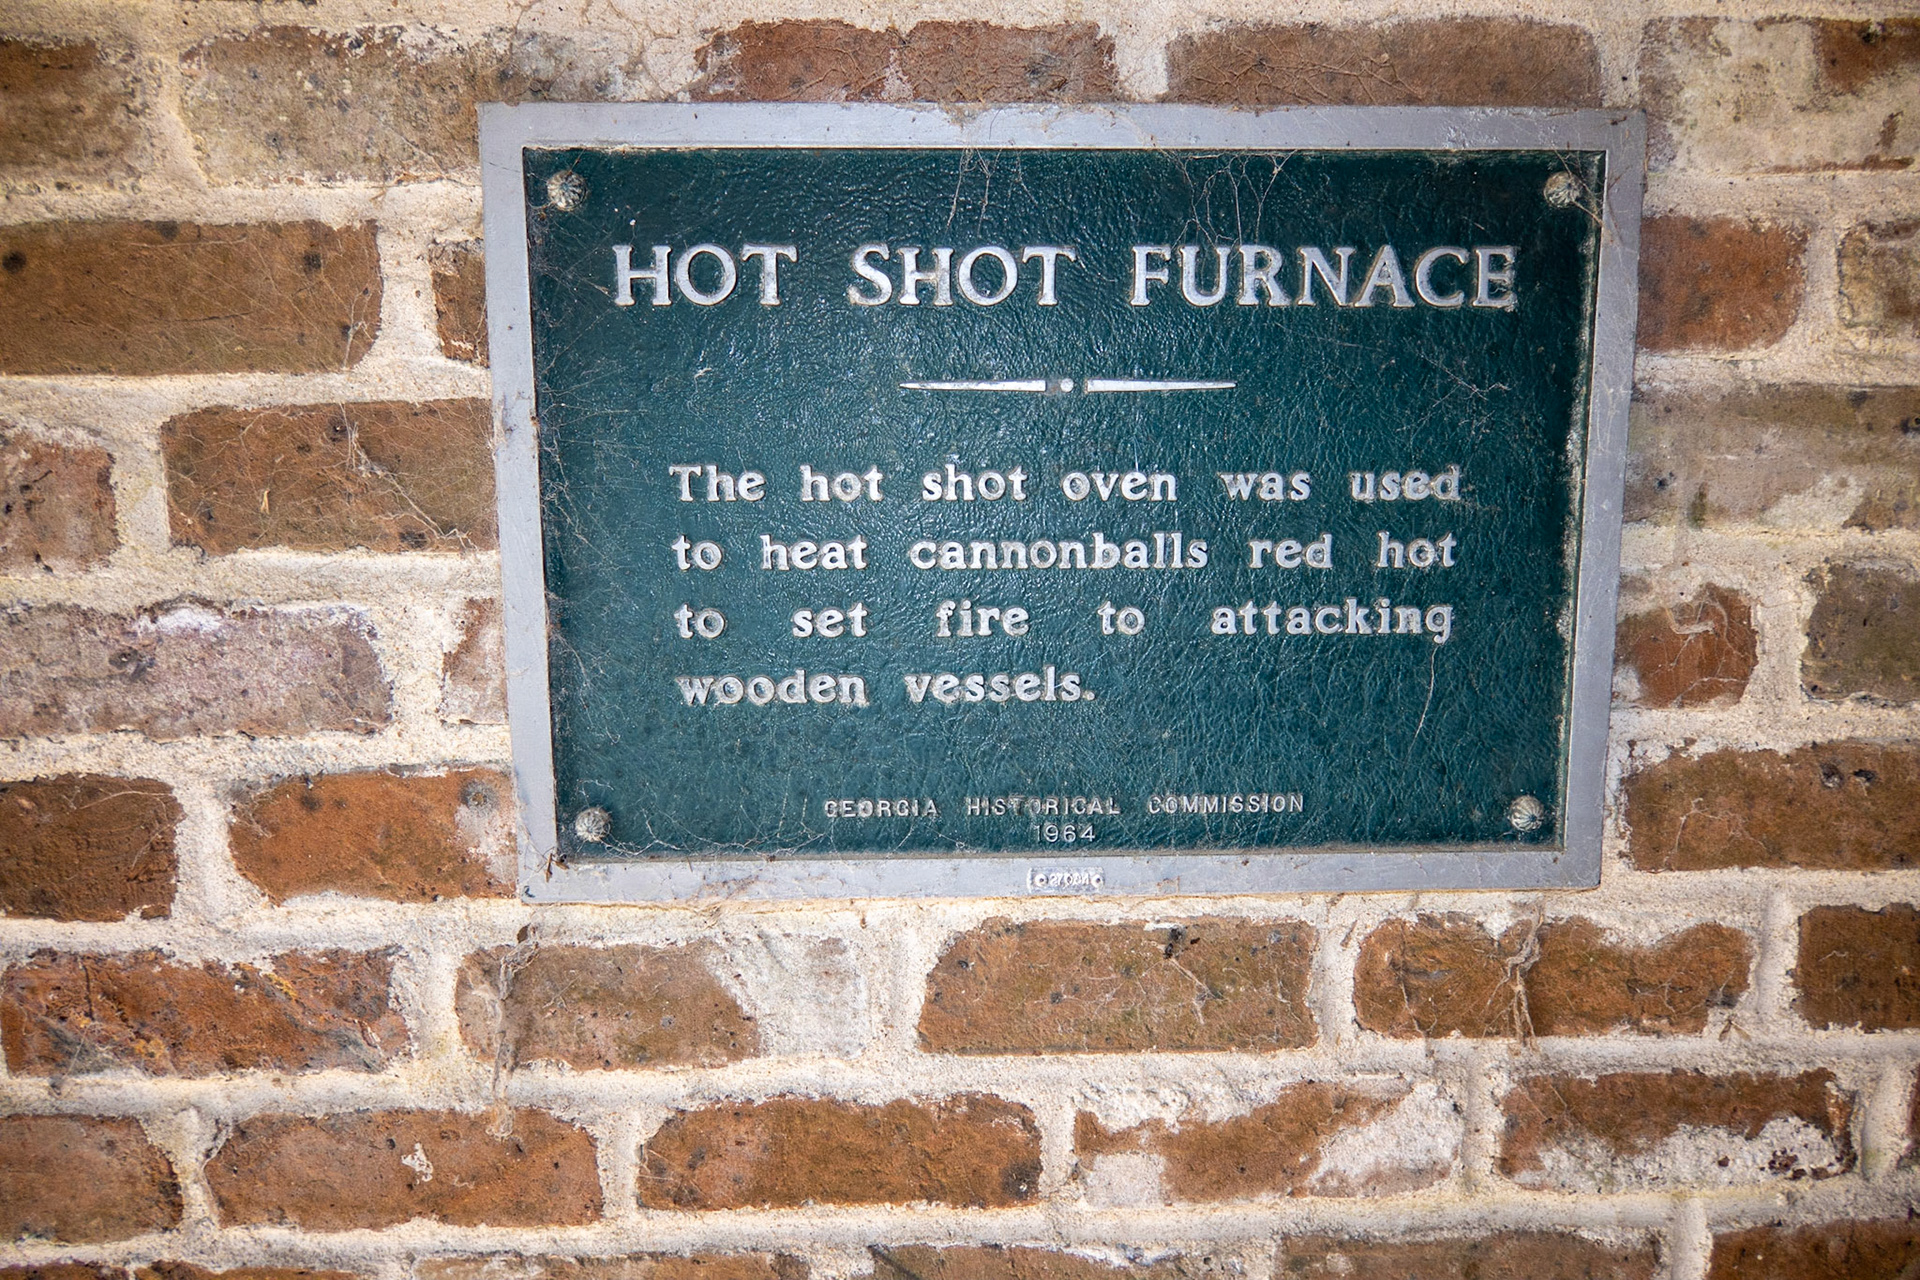 HOT SHOT FURNACE
The hot shot oven was used
to heat cannonballs red hot
to set fire to attacking
wooden vessels.
GEORGIA HISTORICAL COMMISSION
1964